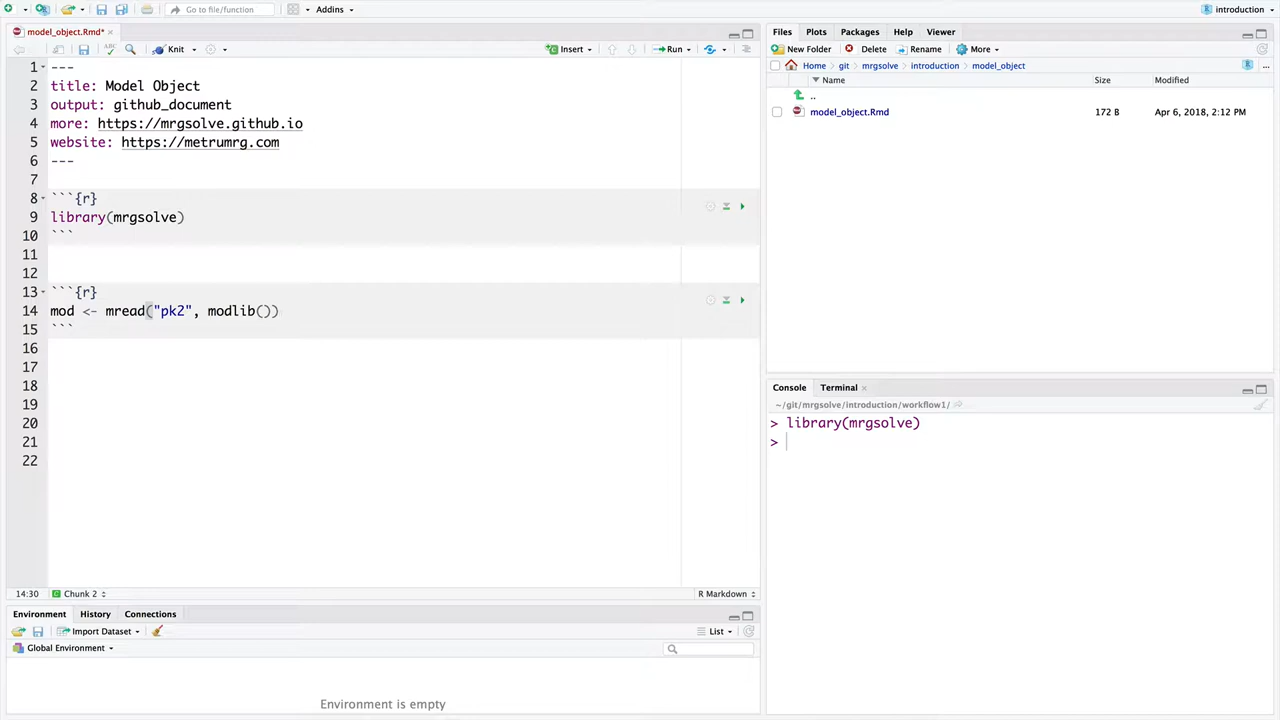 Go to file/function
Addins
introduction
model_object.Rmd*
Knit
Insert
Run
1 ---
2 title: Model Object
3 output: github_document
4 more: https://mrgsolve.github.io
5 website: https://metrumrg.com
6 ---
7
8 ```{r}
9 library(mrgsolve)
10 ```
11
12
13 ```{r}
14 mod <- mread("pk2", modlib())
15 ```
16
17
18
19
20
21
22
14:30 Chunk 2 R Markdown
Environment History Connections
Import Dataset List
Global Environment
Environment is empty
Files Plots Packages Help Viewer
New Folder Delete Rename More
Home git mrgsolve introduction model_object ...
Name Size Modified
..
model_object.Rmd 172 B Apr 6, 2018, 2:12 PM
Console Terminal
~/git/mrgsolve/introduction/workflow1/
> library(mrgsolve)
>